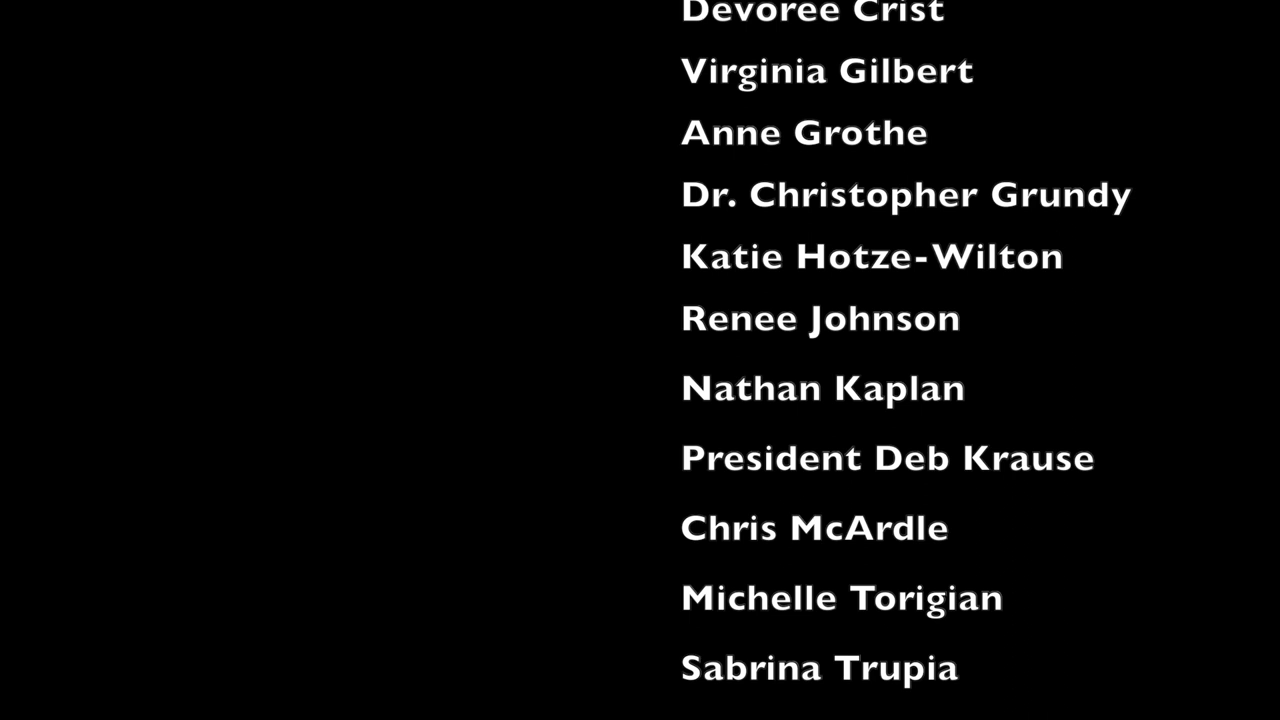 Devoree Crist
Virginia Gilbert
Anne Grothe
Dr. Christopher Grundy
Katie Hotze-Wilton
Renee Johnson
Nathan Kaplan
President Deb Krause
Chris McArdle
Michelle Torigian
Sabrina Trupia